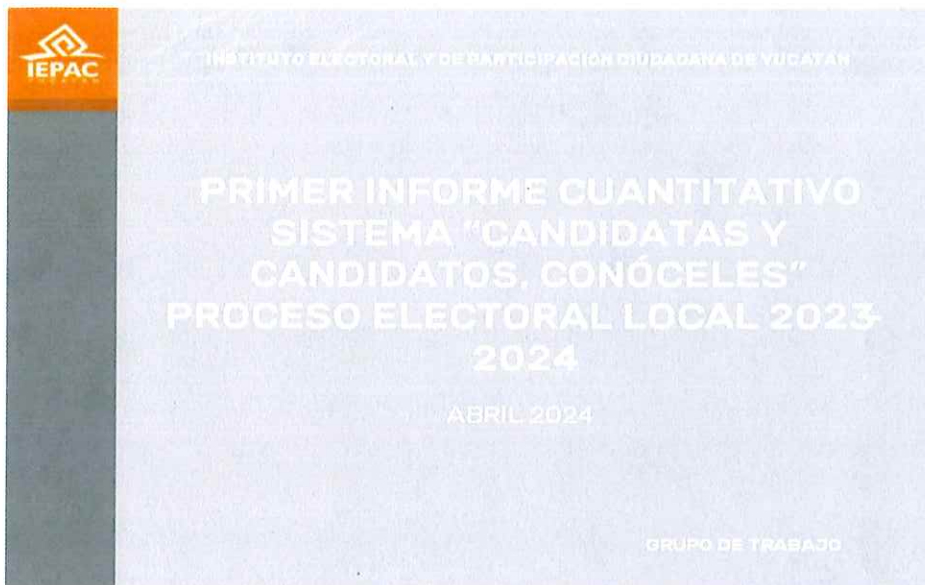 IEPAC
INSTITUTO ELECTORAL Y DE PARTICIPACIÓN CIUDADANA DE YUCATÁN
PRIMER INFORME CUANTITATIVO
SISTEMA "CANDIDATAS Y
CANDIDATOS, CONÓCELES"
PROCESO ELECTORAL LOCAL 2023-
2024
ABRIL 2024
GRUPO DE TRABAJO